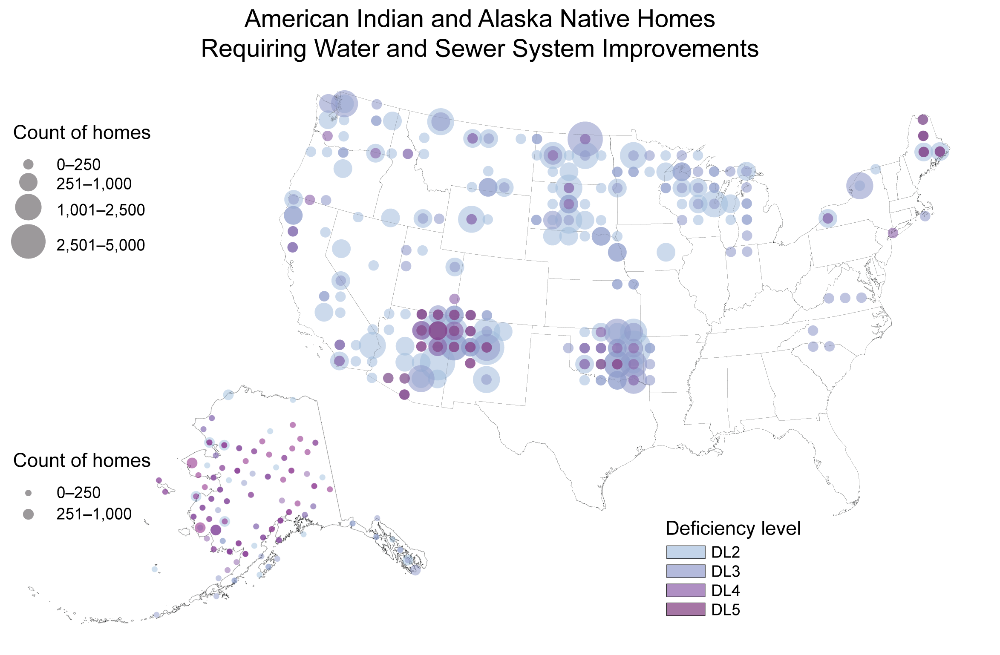 American Indian and Alaska Native Homes
Requiring Water and Sewer System Improvements
Count of homes
0–250
251–1,000
1,001–2,500
2,501–5,000
Count of homes
0–250
251–1,000
Deficiency level
DL2
DL3
DL4
DL5